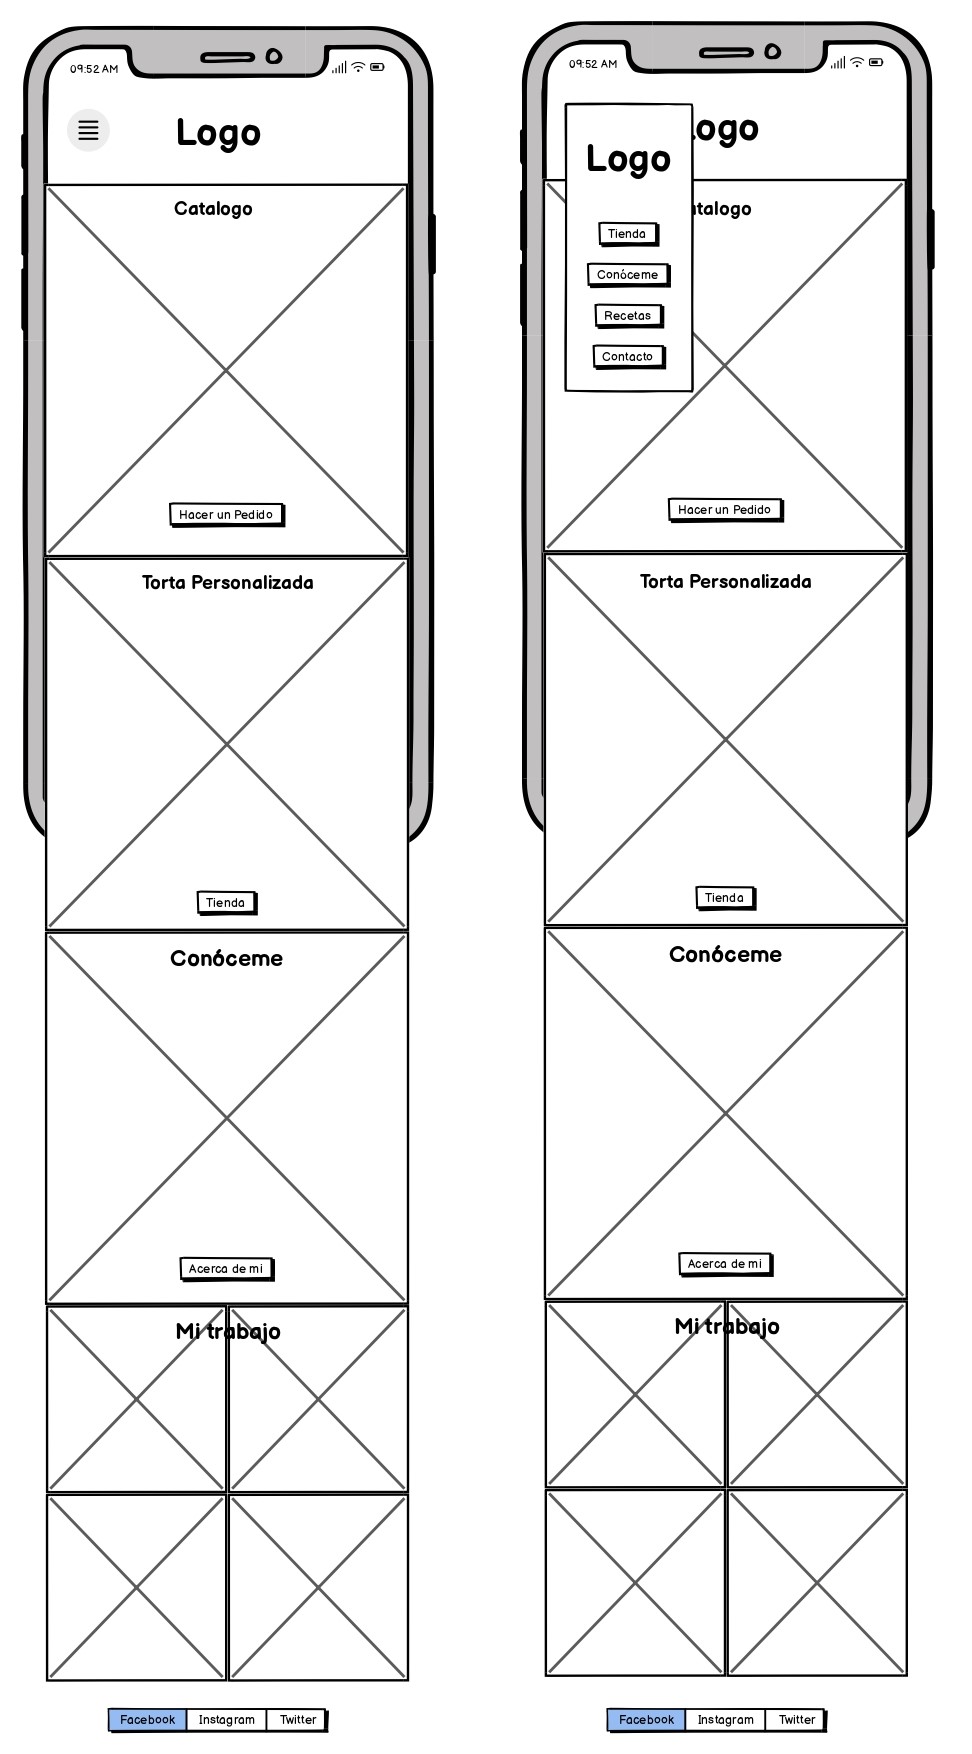 09:52 AM
Logo
Catalogo
Hacer un Pedido
Torta Personalizada
Tienda
Conóceme
Acerca de mi
Mi trabajo
Facebook Instagram Twitter
09:52 AM
Logo
Logo
Tienda
Conóceme
Recetas
Contacto
talogo
Hacer un Pedido
Torta Personalizada
Tienda
Conóceme
Acerca de mi
Mi trabajo
Facebook Instagram Twitter